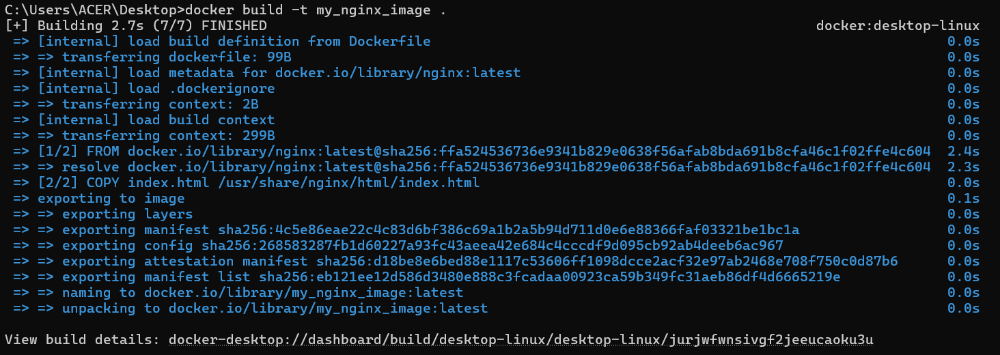 C:\Users\ACER\Desktop>docker build -t my_nginx_image .
[+] Building 2.7s (7/7) FINISHED docker:desktop-linux
=> [internal] load build definition from Dockerfile 0.0s
=> => transferring dockerfile: 99B 0.0s
=> [internal] load metadata for docker.io/library/nginx:latest 0.0s
=> [internal] load .dockerignore 0.0s
=> => transferring context: 2B 0.0s
=> [internal] load build context 0.0s
=> => transferring context: 299B 0.0s
=> [1/2] FROM docker.io/library/nginx:latest@sha256:ffa524536736e9341b829e0638f56afab8bda691b8cfa46c1f02ffe4c604 2.4s
=> => resolve docker.io/library/nginx:latest@sha256:ffa524536736e9341b829e0638f56afab8bda691b8cfa46c1f02ffe4c604 2.3s
=> [2/2] COPY index.html /usr/share/nginx/html/index.html 0.0s
=> exporting to image 0.1s
=> => exporting layers 0.0s
=> => exporting manifest sha256:4c5e86eae22c4c83d6bf386c69a1b2a5b94d711d0e6e88366faf03321be1bc1a 0.0s
=> => exporting config sha256:268583287fb1d60227a93fc43aeea42e684c4cccdf9d095cb92ab4deeb6ac967 0.0s
=> => exporting attestation manifest sha256:d18be8e6bed88e1117c53606ff1098dcce2acf32e97ab2468e708f750c0d87b6 0.0s
=> => exporting manifest list sha256:eb121ee12d586d3480e888c3fcadaa00923ca59b349fc31aeb86df4d6665219e 0.0s
=> => naming to docker.io/library/my_nginx_image:latest 0.0s
=> => unpacking to docker.io/library/my_nginx_image:latest 0.0s
View build details: docker-desktop://dashboard/build/desktop-linux/desktop-linux/jurjwfwnsivgf2jeeucaoku3u